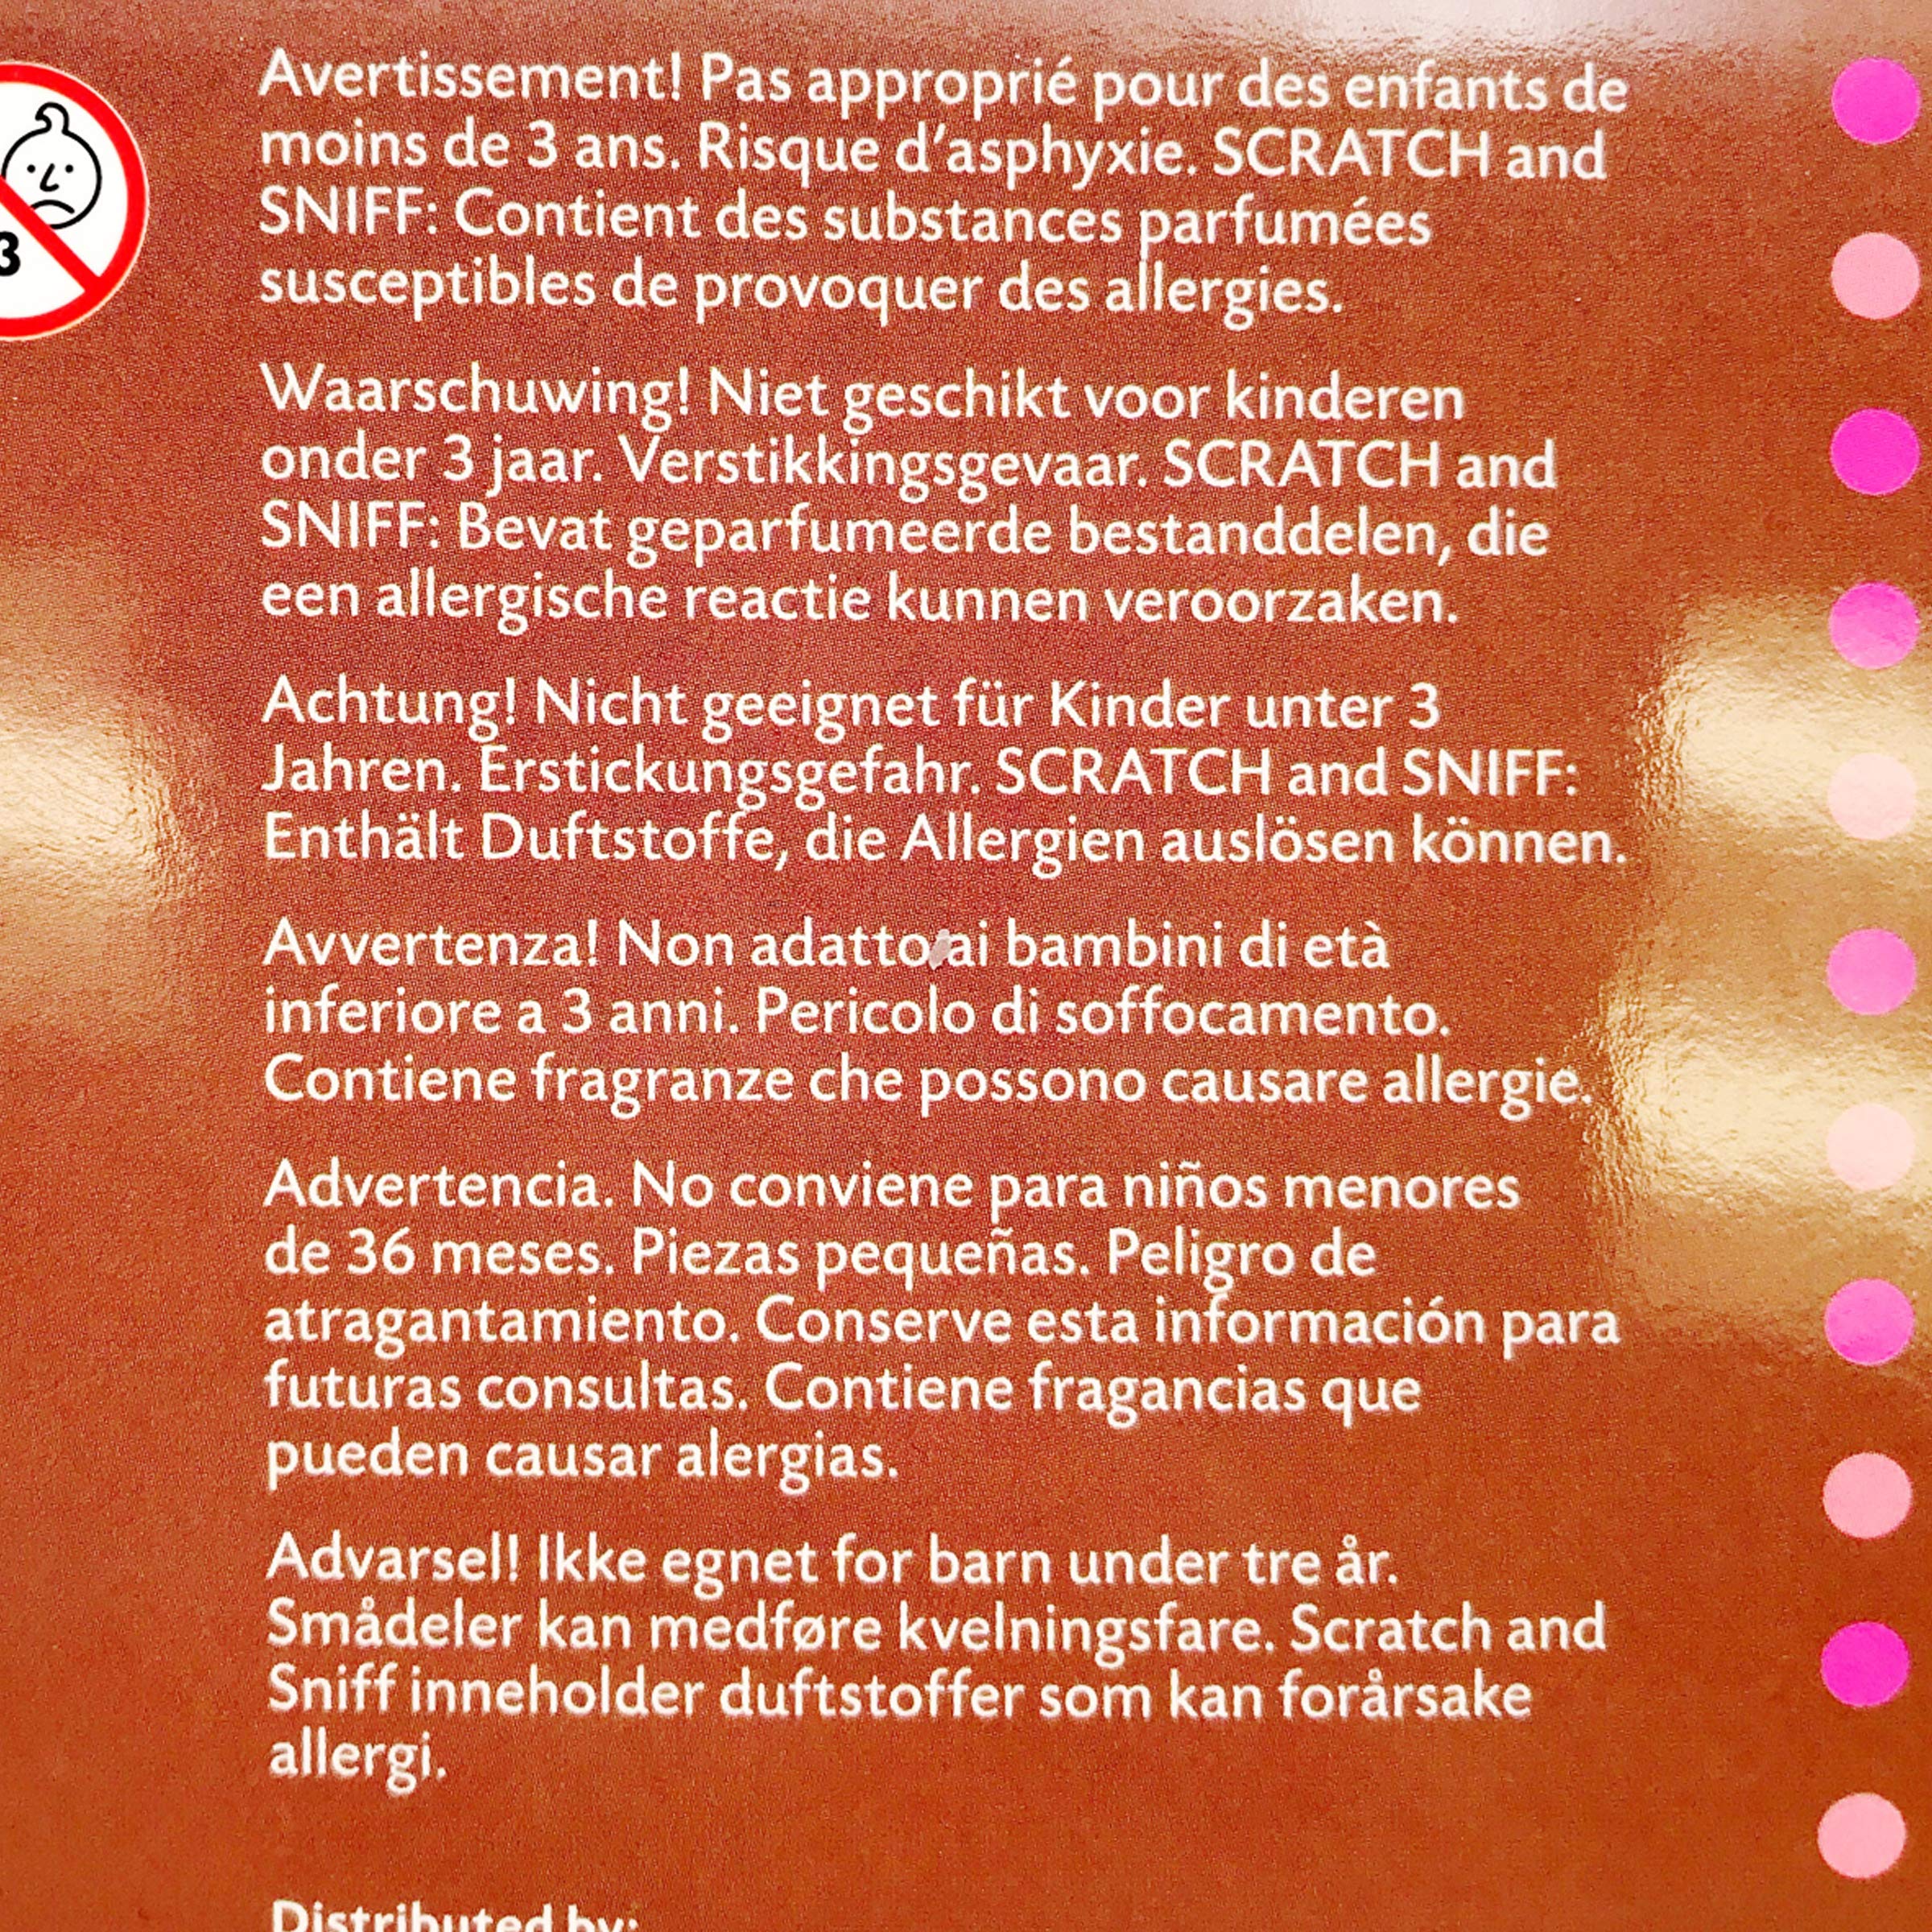 3
Avertissement! Pas approprié pour des enfants de
moins de 3 ans. Risque d'asphyxie. SCRATCH and
SNIFF: Contient des substances parfumées
susceptibles de provoquer des allergies.
Waarschuwing! Niet geschikt voor kinderen
onder 3 jaar. Verstikkingsgevaar. SCRATCH and
SNIFF: Bevat geparfumeerde bestanddelen, die
een allergische reactie kunnen veroorzaken.
Achtung! Nicht geeignet für Kinder unter 3
Jahren. Erstickungsgefahr. SCRATCH and SNIFF:
Enthält Duftstoffe, die Allergien auslösen können.
Avvertenza! Non adatto ai bambini di età
inferiore a 3 anni. Pericolo di soffocamento.
Contiene fragranze che possono causare allergie.
Advertencia. No conviene para niños menores
de 36 meses. Piezas pequeñas. Peligro de
atragantamiento. Conserve esta información para
futuras consultas. Contiene fragancias que
pueden causar alergias.
Advarsel! Ikke egnet for barn under tre år.
Smådeler kan medføre kvelningsfare. Scratch and
Sniff inneholder duftstoffer som kan forårsake
allergi.
Distributed by: